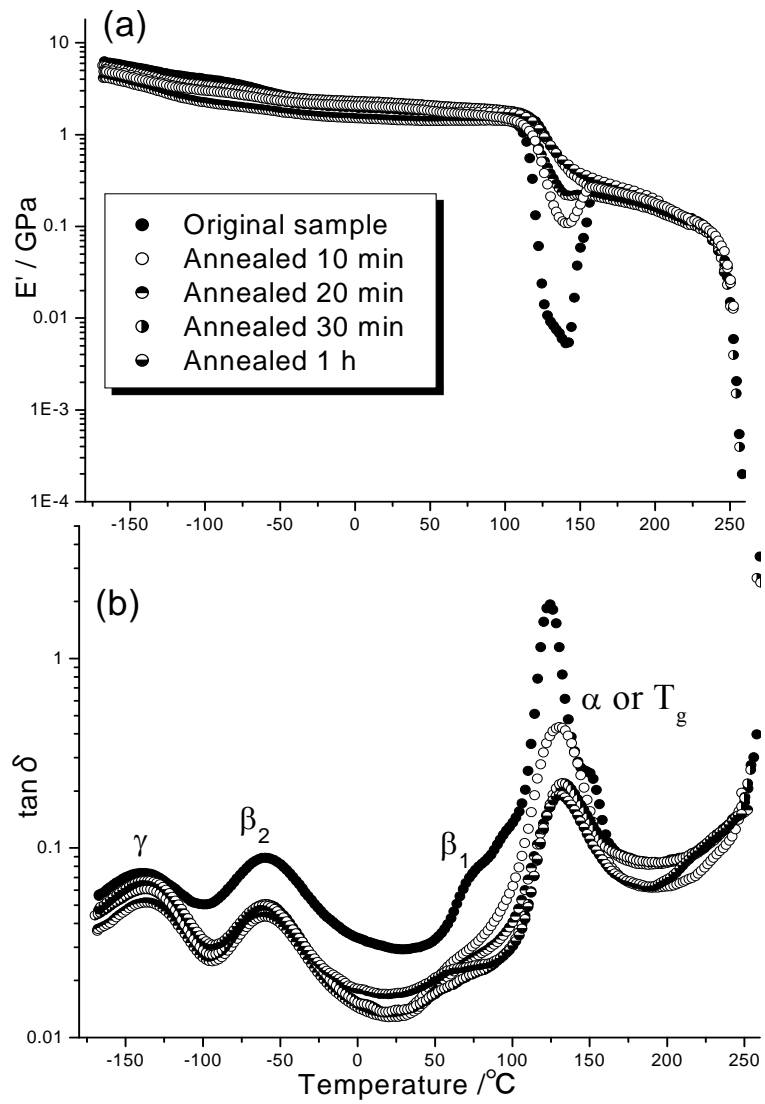 (a)
10
1
0.1
0.01
1E-3
1E-4
E' / GPa
Original sample
Annealed 10 min
Annealed 20 min
Annealed 30 min
Annealed 1 h
-150 -100 -50 0 50 100 150 200 250
(b)
1
0.1
0.01
tan δ
γ
β₂
β₁
α or Tg
-150 -100 -50 0 50 100 150 200 250
Temperature /°C